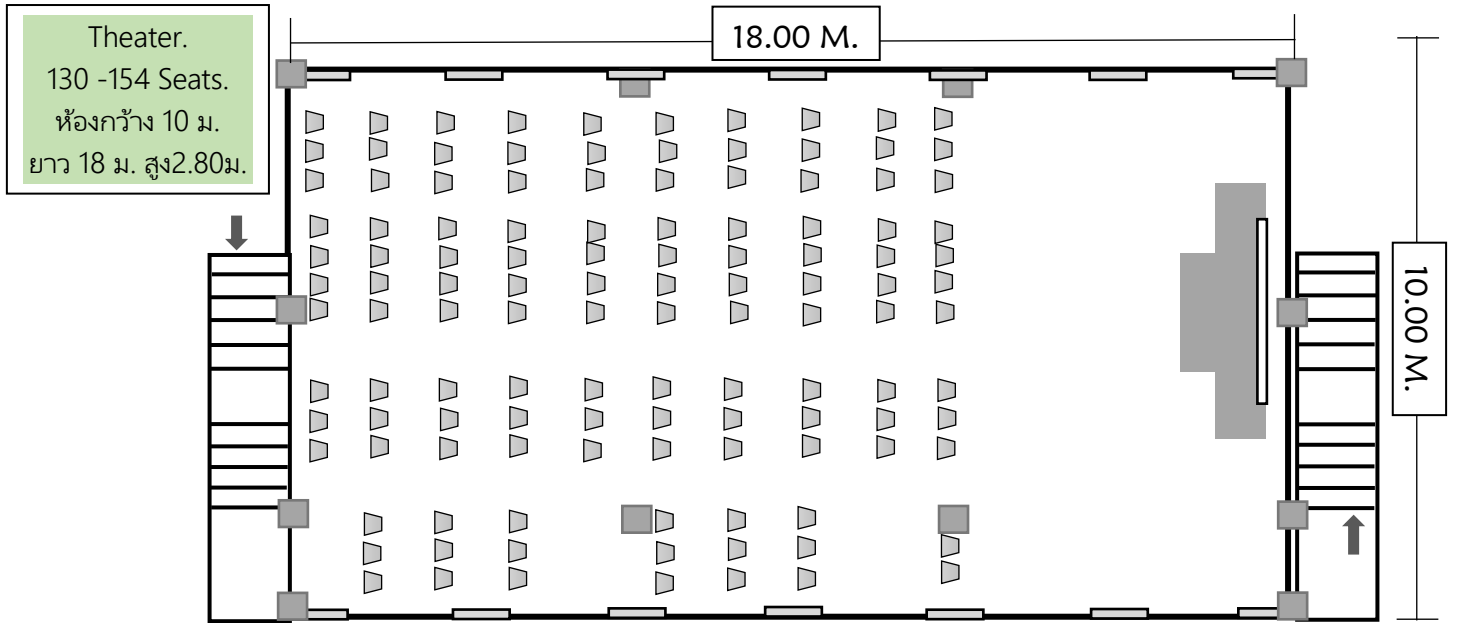 Theater.
130 -154 Seats.
ห้องกว้าง 10 ม.
ยาว 18 ม. สูง2.80ม.
18.00 M.
10.00 M.